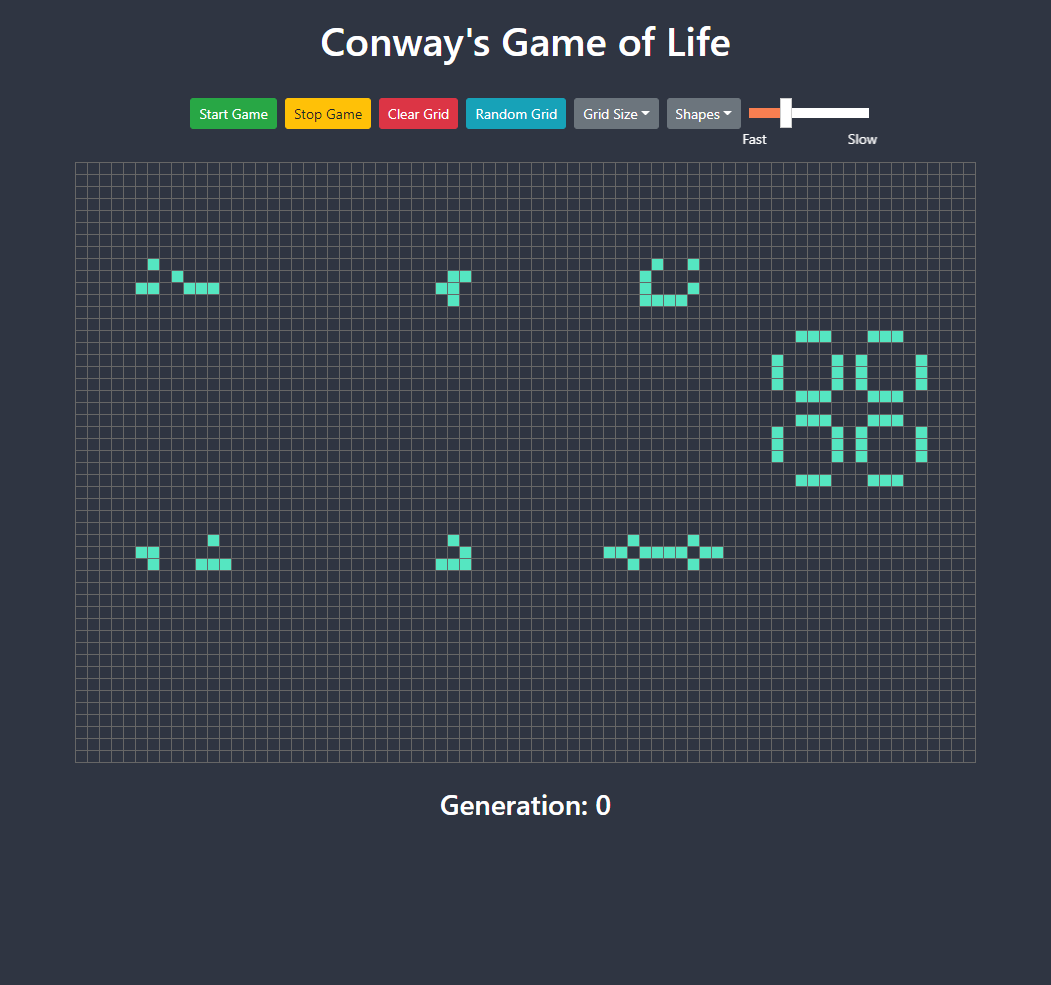 Conway's Game of Life
Start Game Stop Game Clear Grid Random Grid Grid Size Shapes
Fast Slow
Generation: 0